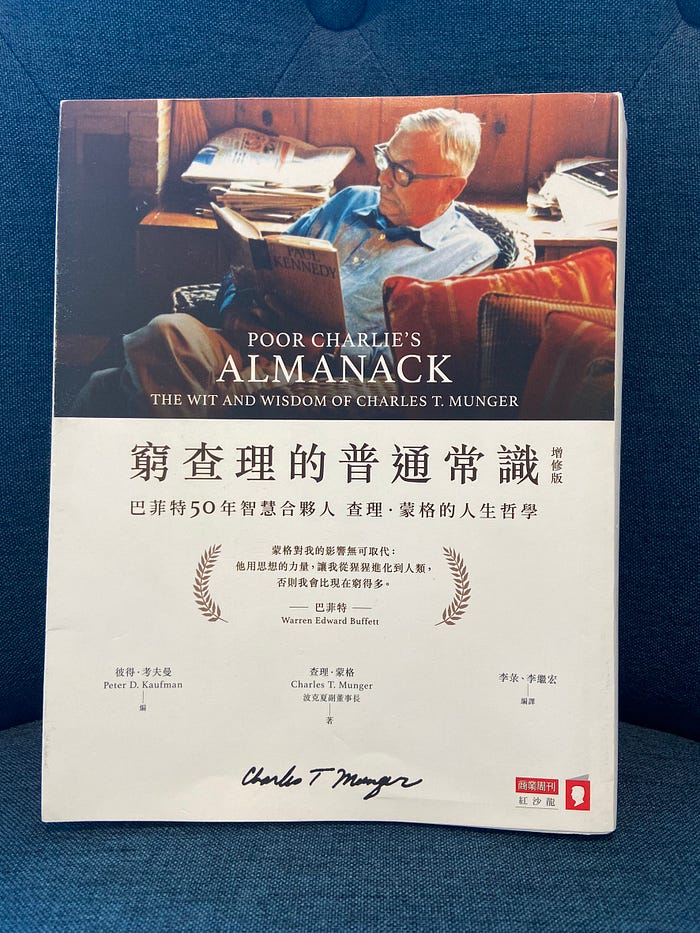 PAUL
KENNEDY
POOR CHARLIE'S
ALMANACK
THE WIT AND WISDOM OF CHARLES T. MUNGER
窮查理的普通常識 增修版
巴菲特50年智慧合夥人 查理·蒙格的人生哲學
蒙格對我的影響無可取代：
他用思想的力量，讓我從猩猩進化到人類，
否則我會比現在窮得多。
巴菲特
Warren Edward Buffett
彼得·考夫曼
Peter D. Kaufman
編
查理·蒙格
Charles T. Munger
波克夏副董事長
著
李彔、李繼宏
編譯
Charles T Munger
商業周刊
紅沙龍